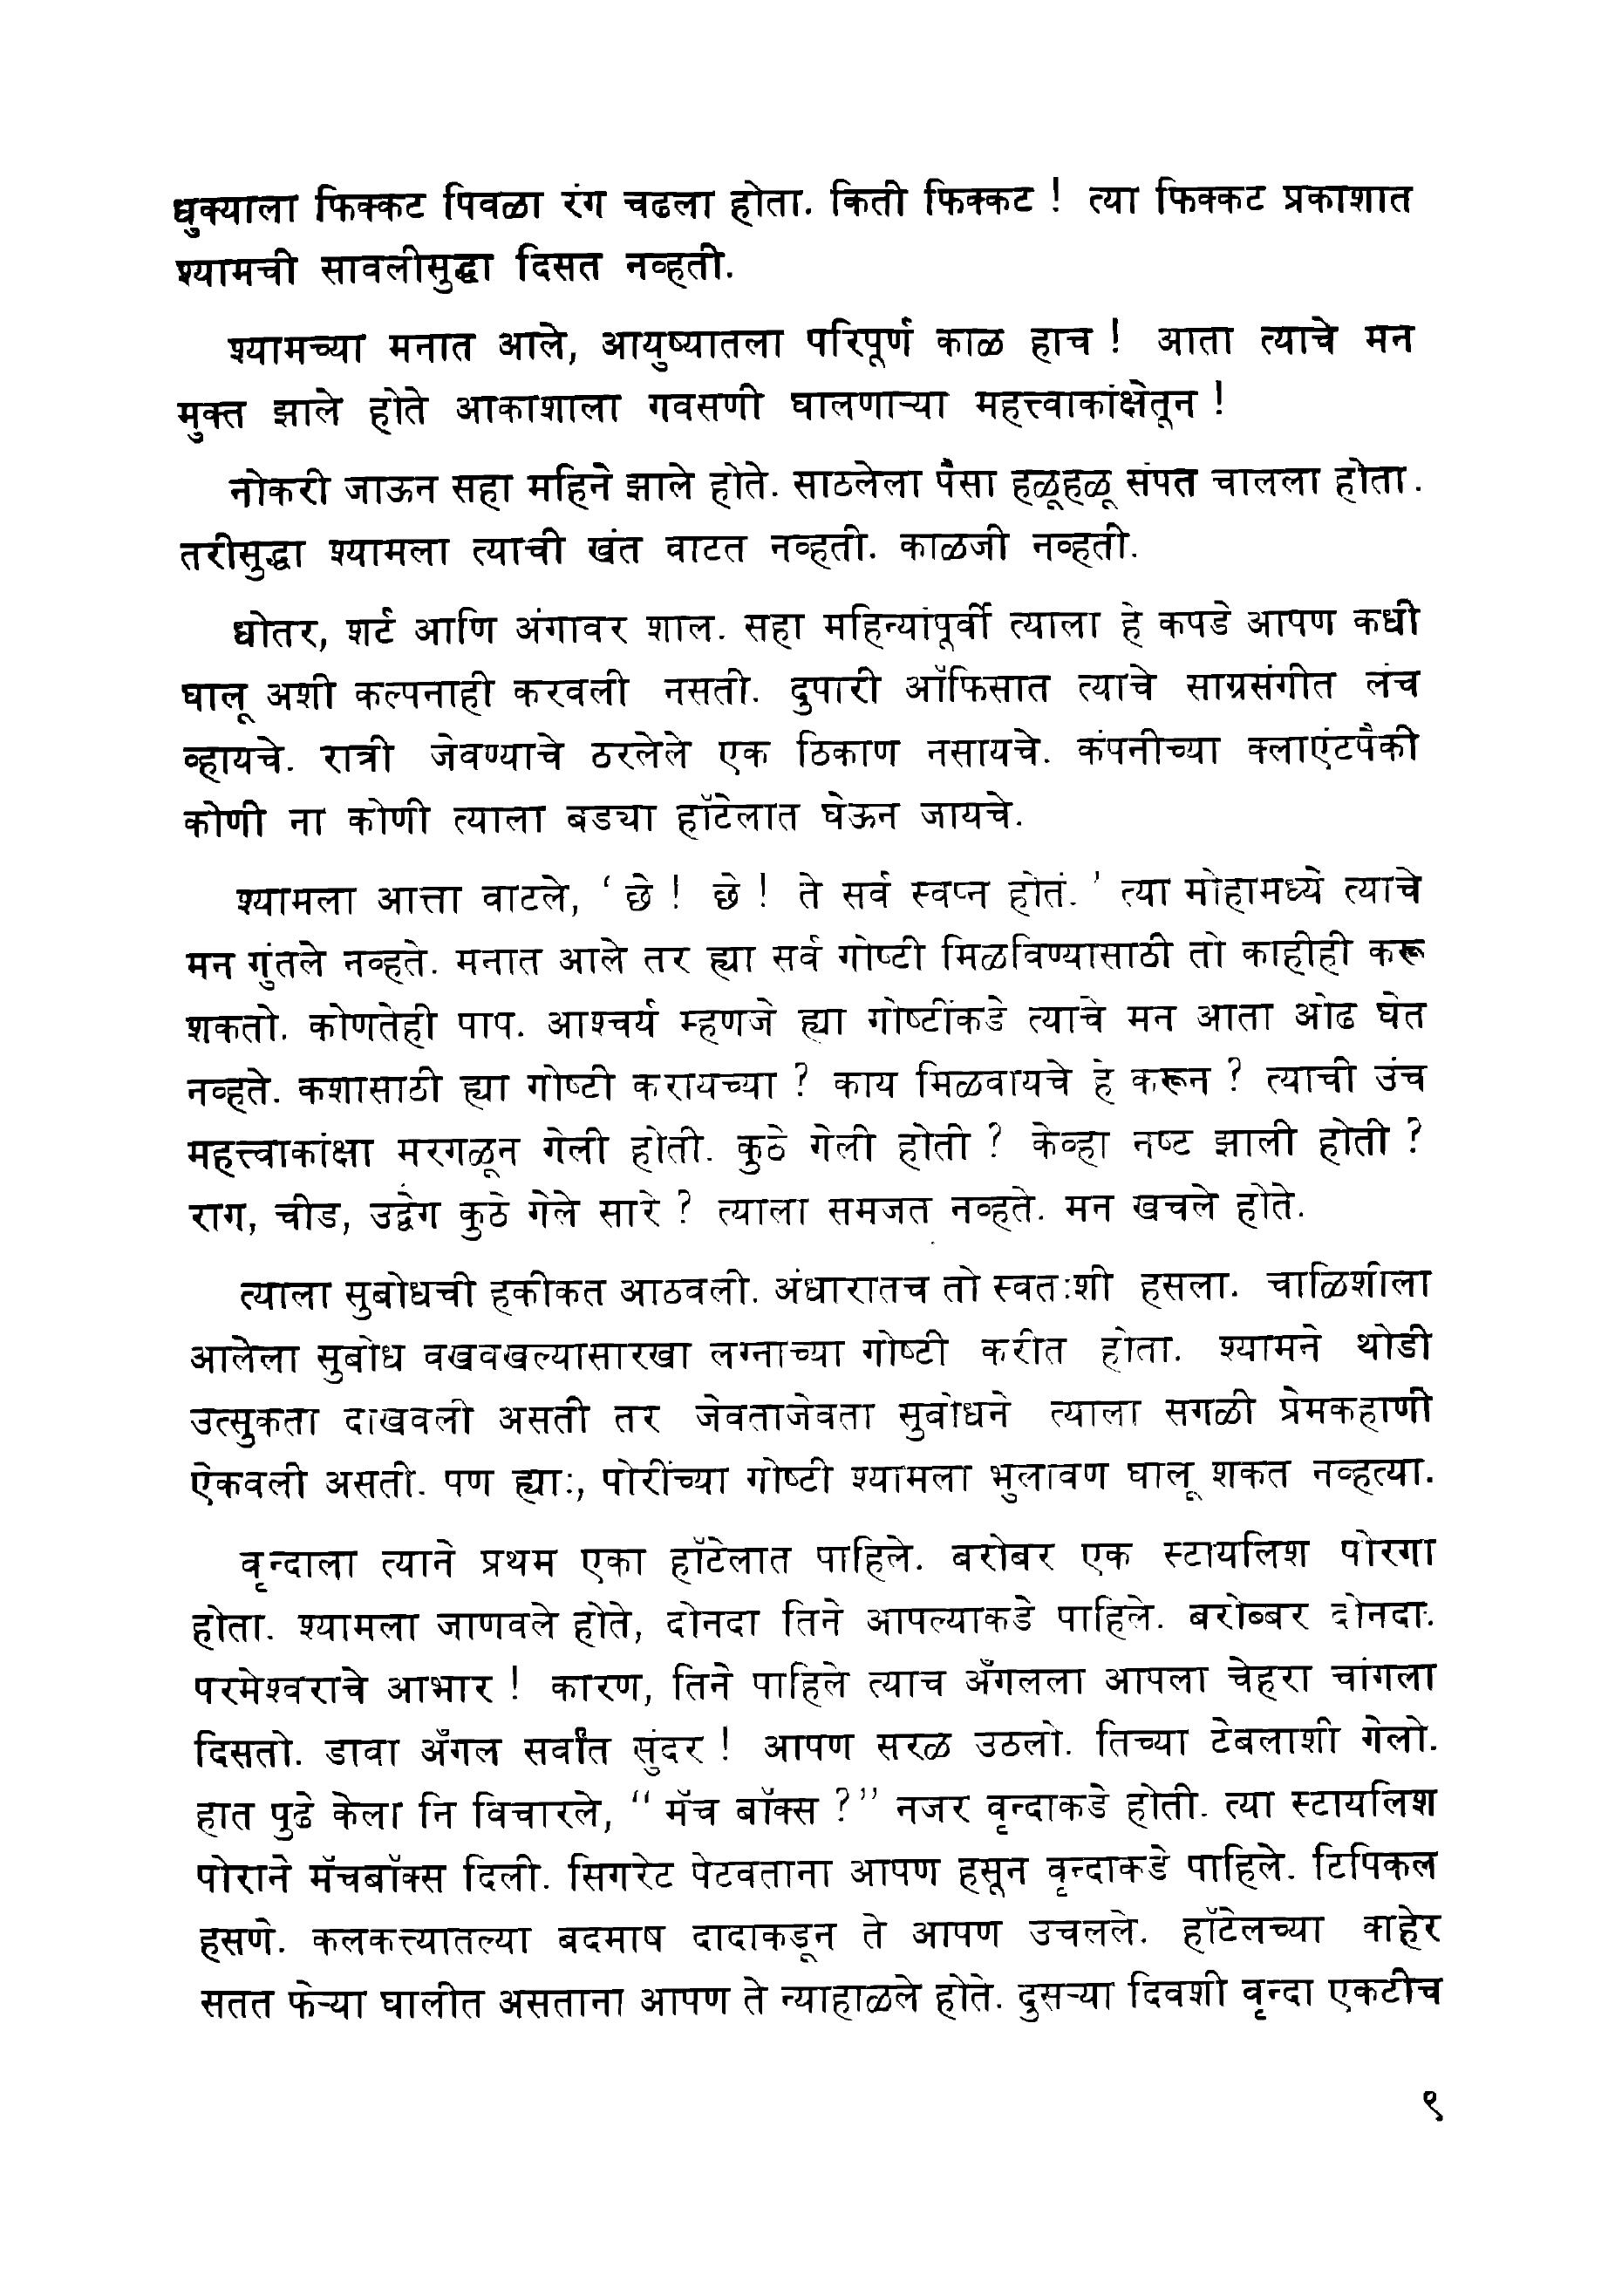 धुक्याला फिक्कट पिवळा रंग चढला होता. किती फिक्कट ! त्या फिक्कट प्रकाशात
श्यामची सावलीसुद्धा दिसत नव्हती.
श्यामच्या मनात आले, आयुष्यातला परिपूर्ण काळ हाच ! आता त्याचे मन
मुक्त झाले होते आकाशाला गवसणी घालणाऱ्या महत्त्वाकांक्षेतून !
नोकरी जाऊन सहा महिने झाले होते. साठलेला पैसा हळूहळू संपत चालला होता.
तरीसुद्धा श्यामला त्याची खंत वाटत नव्हती. काळजी नव्हती.
धोतर, शर्ट आणि अंगावर शाल. सहा महिन्यांपूर्वी त्याला हे कपडे आपण कधी
घालू अशी कल्पनाही करवली नसती. दुपारी ऑफिसात त्याचे साग्रसंगीत लंच
व्हायचे. रात्री जेवण्याचे ठरलेले एक ठिकाण नसायचे. कंपनीच्या क्लाएंटपैकी
कोणी ना कोणी त्याला बड्या हॉटेलात घेऊन जायचे.
श्यामला आत्ता वाटले, ‘ छे ! छे ! ते सर्व स्वप्न होतं. ’ त्या मोहामध्ये त्याचे
मन गुंतले नव्हते. मनात आले तर ह्या सर्व गोष्टी मिळविण्यासाठी तो काहीही करू
शकतो. कोणतेही पाप. आश्चर्य म्हणजे ह्या गोष्टींकडे त्याचे मन आता ओढ घेत
नव्हते. कशासाठी ह्या गोष्टी करायच्या ? काय मिळवायचे हे करून ? त्याची उंच
महत्त्वाकांक्षा मरगळून गेली होती. कुठे गेली होती ? केव्हा नष्ट झाली होती ?
राग, चीड, उद्वेग कुठे गेले सारे ? त्याला समजत नव्हते. मन खचले होते.
त्याला सुबोधची हकीकत आठवली. अंधारातच तो स्वतःशी हसला. चाळिशीला
आलेला सुबोध वखवखल्यासारखा लग्नाच्या गोष्टी करीत होता. श्यामने थोडी
उत्सुकता दाखवली असती तर जेवताजेवता सुबोधने त्याला सगळी प्रेमकहाणी
ऐकवली असती. पण ह्याः, पोरींच्या गोष्टी श्यामला भुलावण घालू शकत नव्हत्या.
वृन्दाला त्याने प्रथम एका हॉटेलात पाहिले. बरोबर एक स्टायलिश पोरगा
होता. श्यामला जाणवले होते, दोनदा तिने आपल्याकडे पाहिले. बरोब्बर दोनदाः.
परमेश्वराचे आभार ! कारण, तिने पाहिले त्याच अँगलला आपला चेहरा चांगला
दिसतो. डावा अँगल सर्वांत सुंदर ! आपण सरळ उठलो. तिच्या टेबलाशी गेलो.
हात पुढे केला नि विचारले, “ मॅच बॉक्स ?” नजर वृन्दाकडे होती. त्या स्टायलिश
पोराने मॅचबॉक्स दिली. सिगरेट पेटवताना आपण हसून वृन्दाकडे पाहिले. टिपिकल
हसणे. कलकत्त्यातल्या बदमाष दादाकडून ते आपण उचलले. हॉटेलच्या बाहेर
सतत फेऱ्या घालीत असताना आपण ते न्याहाळले होते. दुसऱ्या दिवशी वृन्दा एकटीच
९